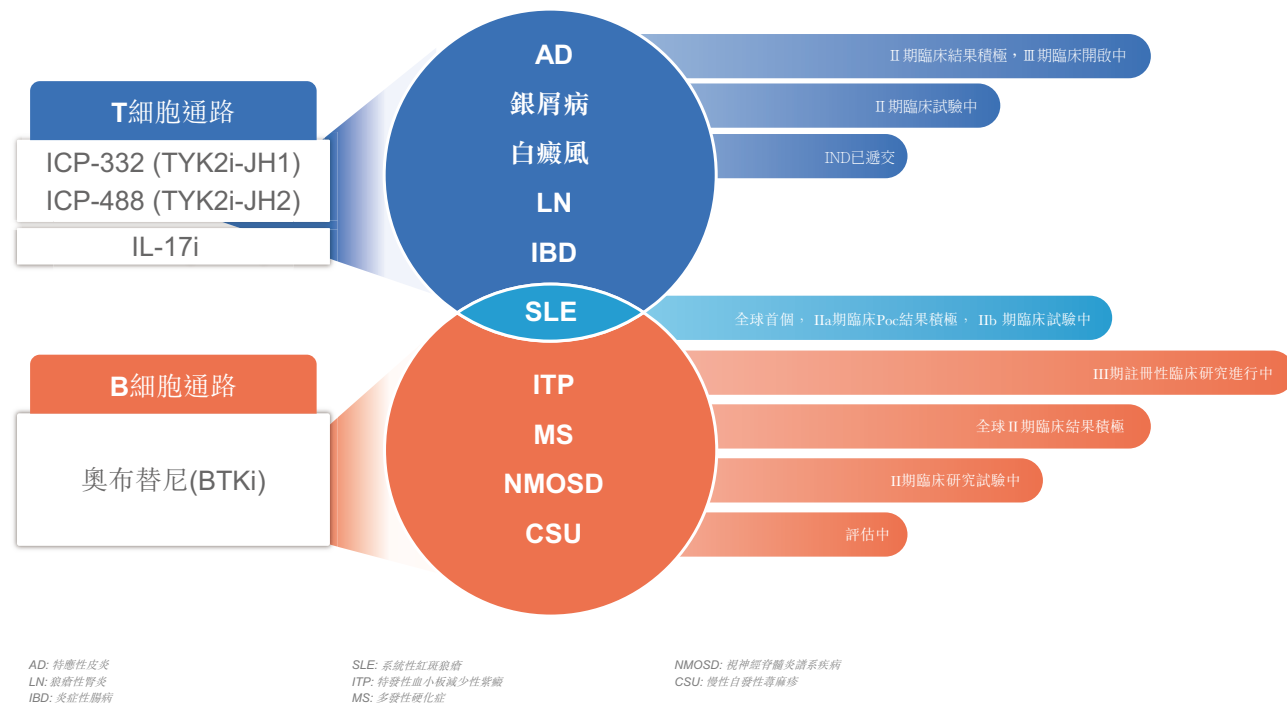 T細胞通路
ICP-332 (TYK2i-JH1)
ICP-488 (TYK2i-JH2)
IL-17i
AD
銀屑病
白癜風
LN
IBD
SLE
ITP
MS
NMOSD
CSU
II 期臨床結果積極，III 期臨床開啟中
II 期臨床試驗中
IND已遞交
全球首個， IIa期臨床Poc結果積極， IIb 期臨床試驗中
III期註冊性臨床研究進行中
全球 II 期臨床結果積極
II期臨床研究試驗中
評估中
B細胞通路
奧布替尼(BTKi)
AD: 特應性皮炎
LN: 狼瘡性腎炎
IBD: 炎症性腸病
SLE: 系統性紅斑狼瘡
ITP: 特發性血小板減少性紫癜
MS: 多發性硬化症
NMOSD: 視神經脊髓炎譜系疾病
CSU: 慢性自發性蕁麻疹